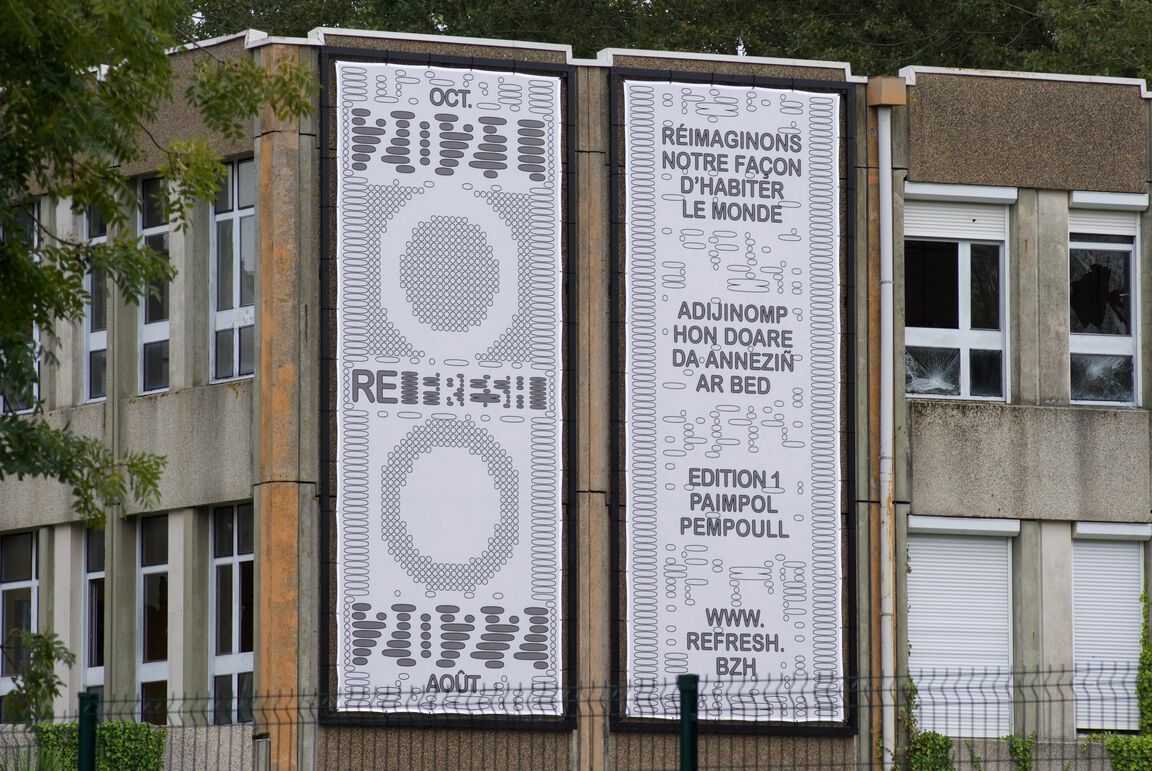 OCT.
RE
AOÛT
RÉIMAGINONS
NOTRE FAÇON
D'HABITER
LE MONDE
ADIJINOMP
HON DOARE
DA ANNEZIÑ
AR BED
EDITION 1
PAIMPOL
PEMPOULL
WWW.
REFRESH.
BZH